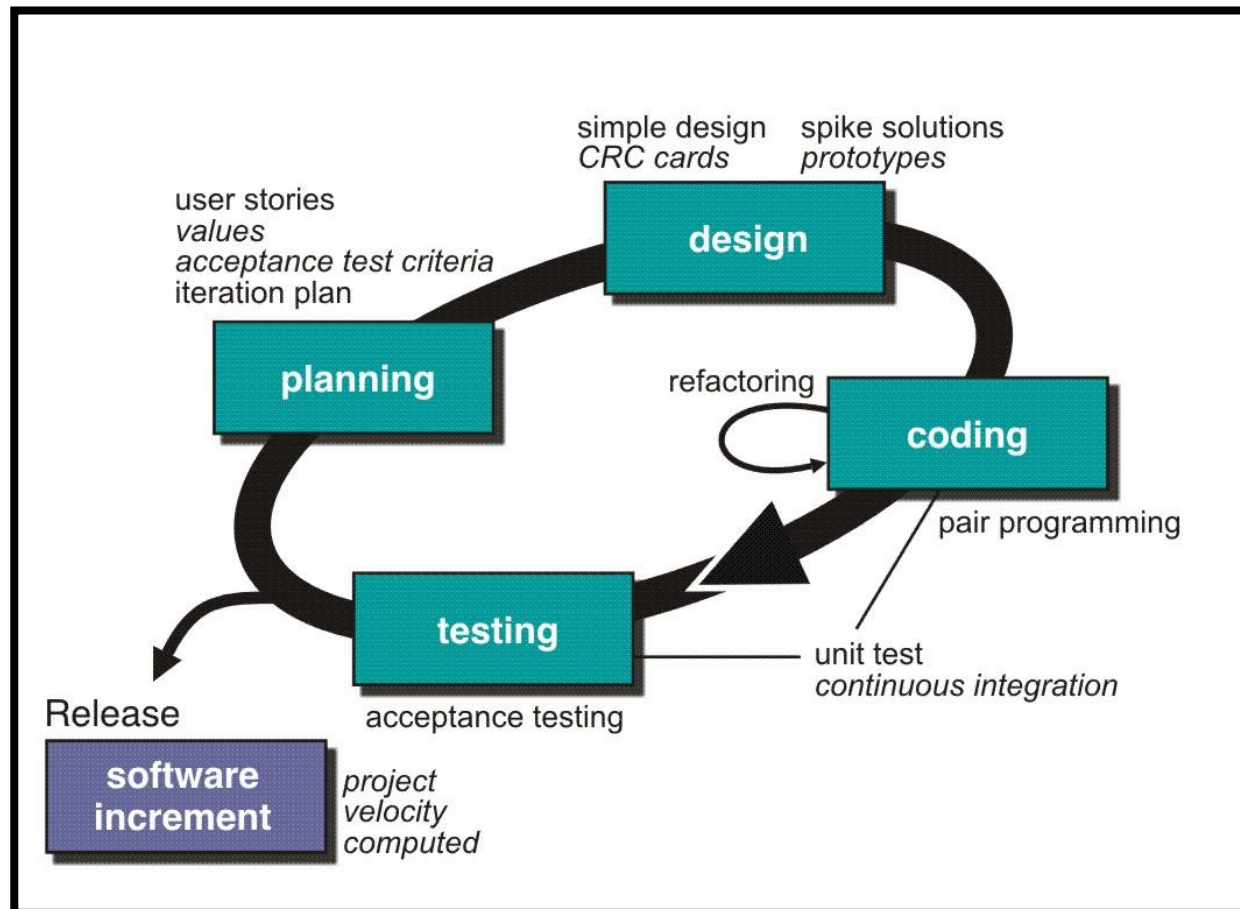 simple design
CRC cards
spike solutions
prototypes
design
user stories
values
acceptance test criteria
iteration plan
planning
refactoring
coding
pair programming
testing
unit test
continuous integration
acceptance testing
Release
software
increment
project
velocity
computed